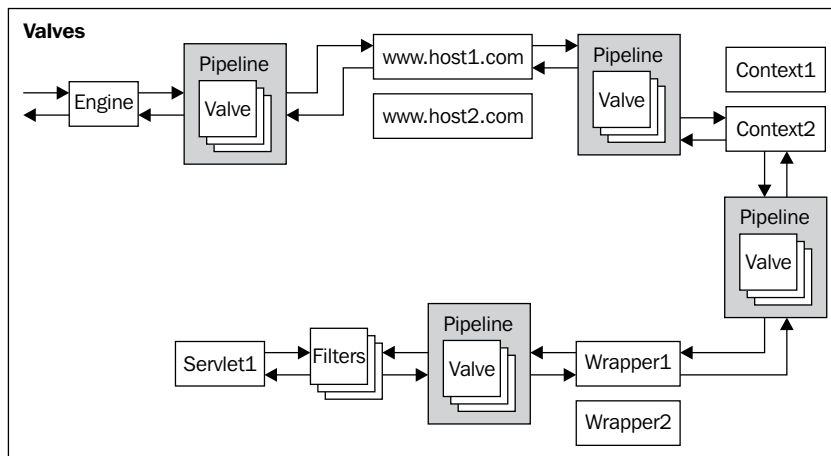 Valves
Engine
Pipeline
Valve
www.host1.com
www.host2.com
Pipeline
Valve
Context1
Context2
Pipeline
Valve
Servlet1
Filters
Pipeline
Valve
Wrapper1
Wrapper2